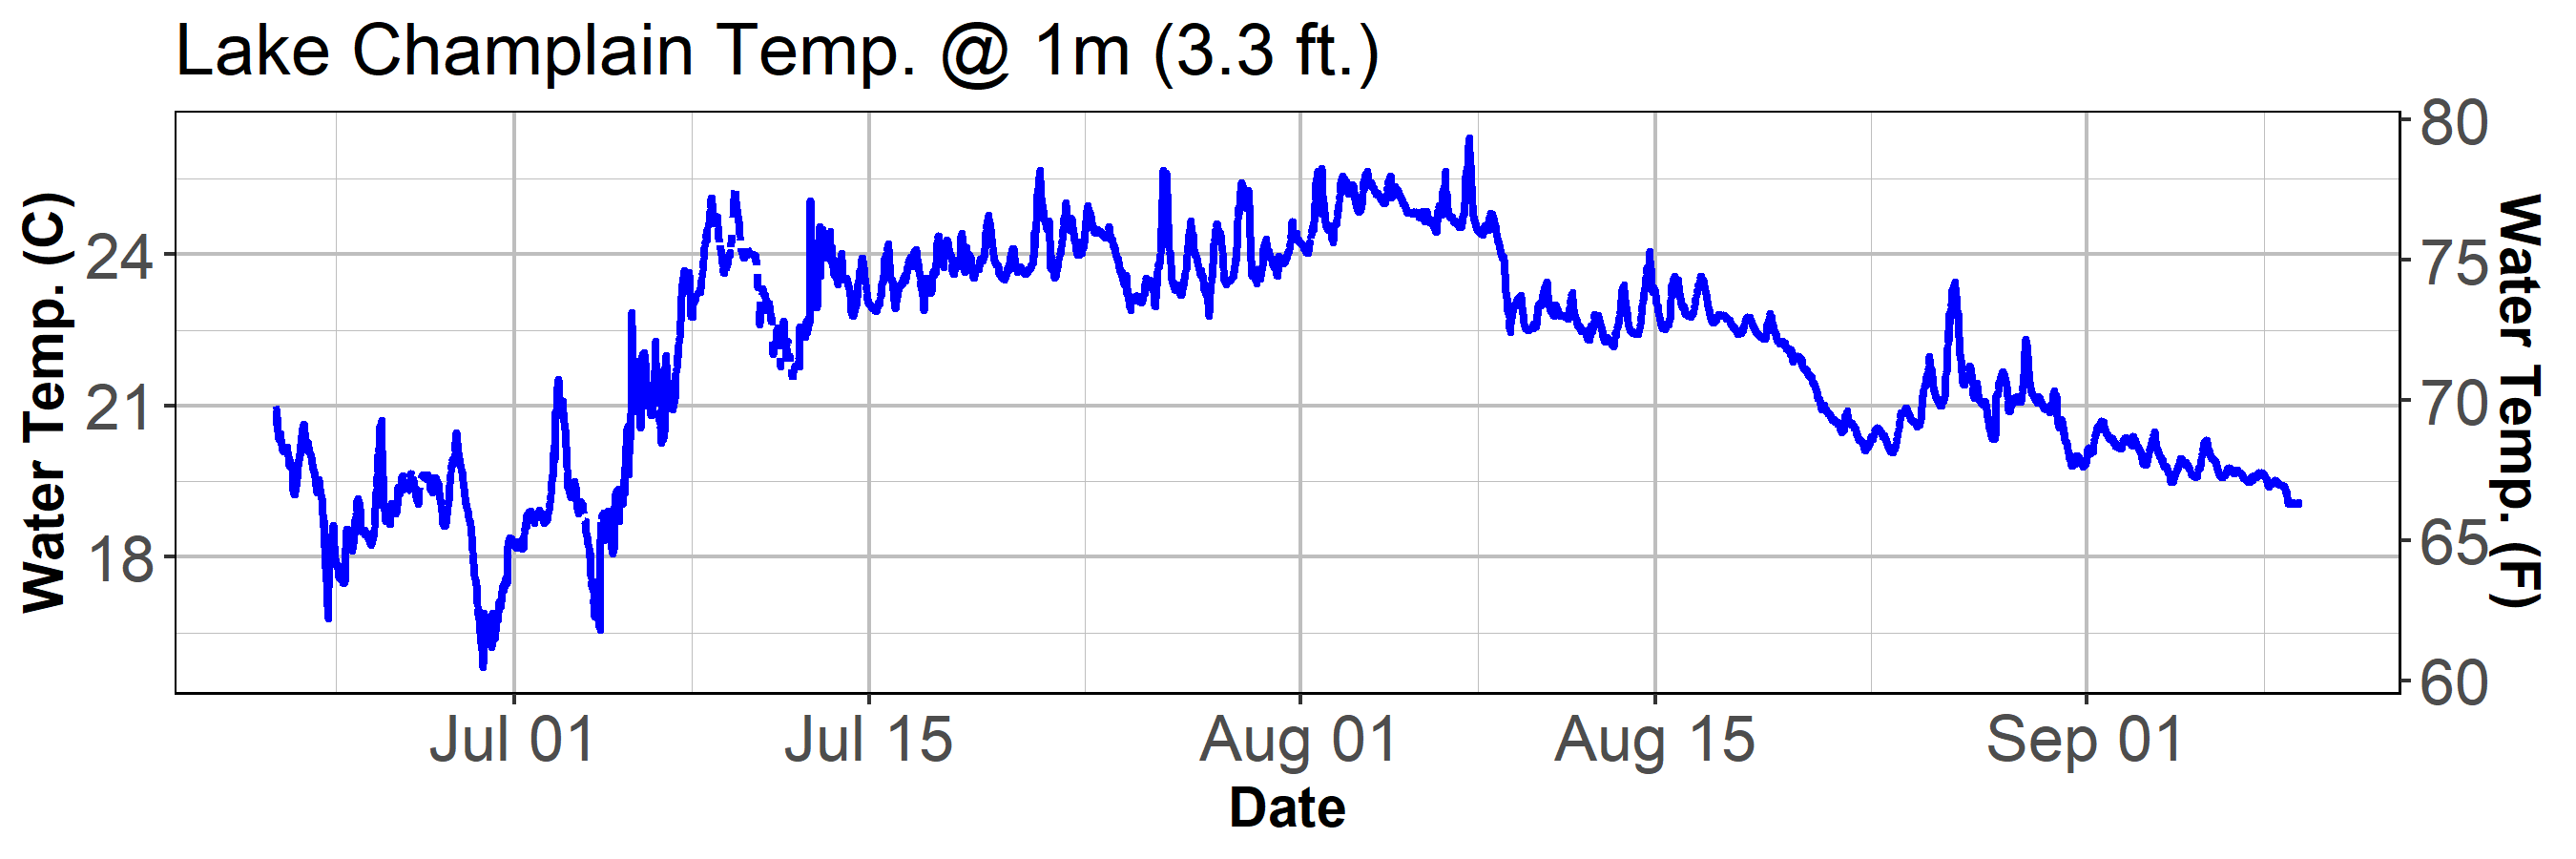 Lake Champlain Temp. @ 1m (3.3 ft.)
Water Temp. (C)
24
21
18
80
75
70
65
60
Water Temp. (F)
Jul 01
Jul 15
Aug 01
Aug 15
Sep 01
Date